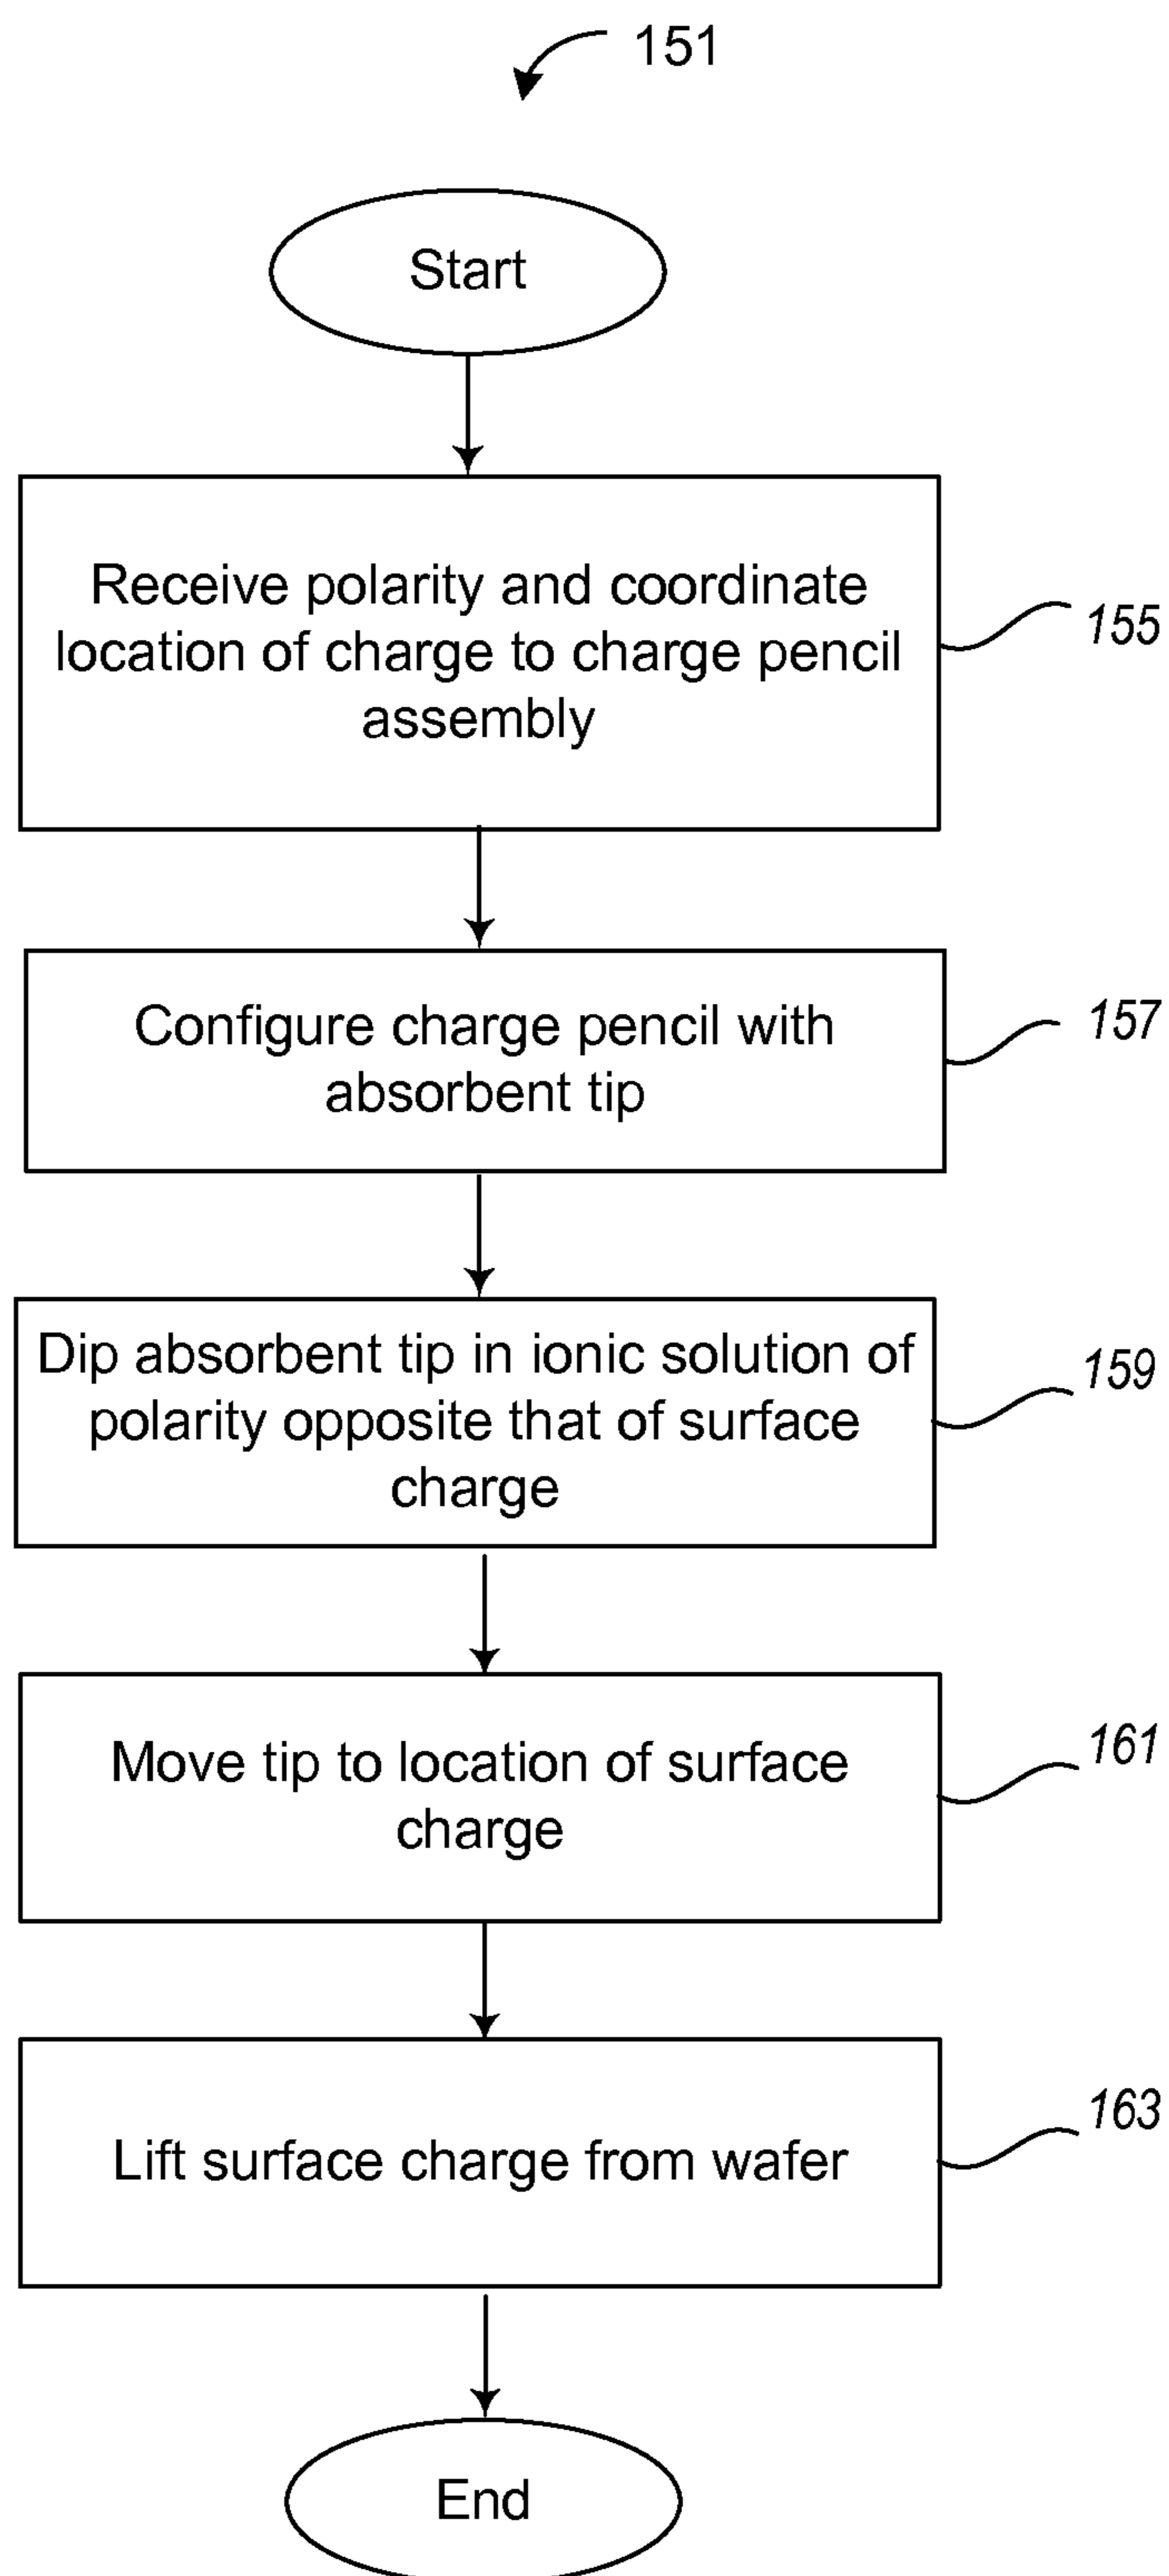 151
Start
Receive polarity and coordinate
location of charge to charge pencil
assembly
155
Configure charge pencil with
absorbent tip
157
Dip absorbent tip in ionic solution of
polarity opposite that of surface
charge
159
Move tip to location of surface
charge
161
Lift surface charge from wafer
163
End